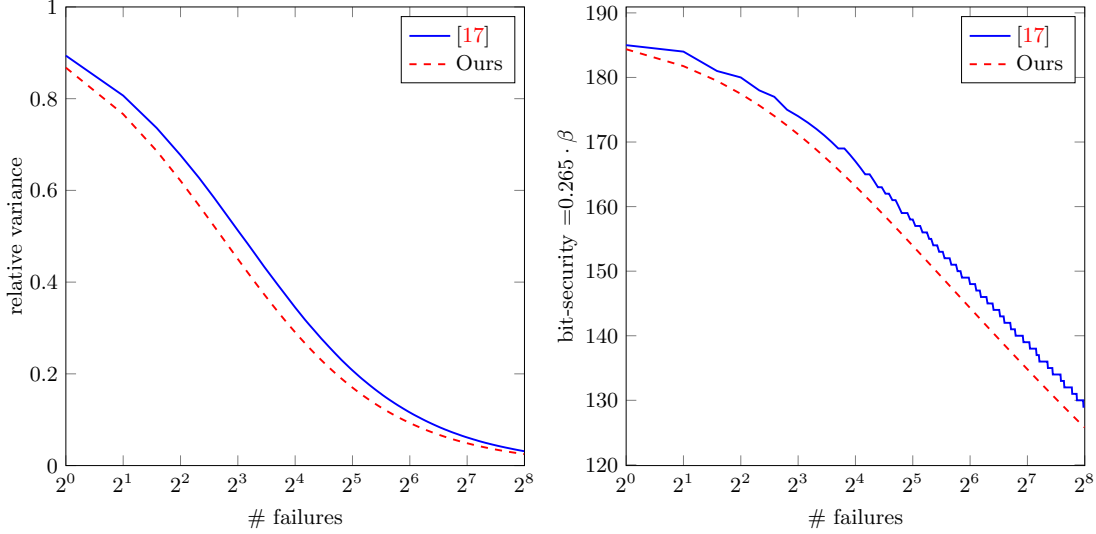 1
0.8
0.6
0.4
0.2
0
2^0 2^1 2^2 2^3 2^4 2^5 2^6 2^7 2^8
# failures
relative variance
[17]
Ours
190
180
170
160
150
140
130
120
2^0 2^1 2^2 2^3 2^4 2^5 2^6 2^7 2^8
# failures
bit-security =0.265 · β
[17]
Ours